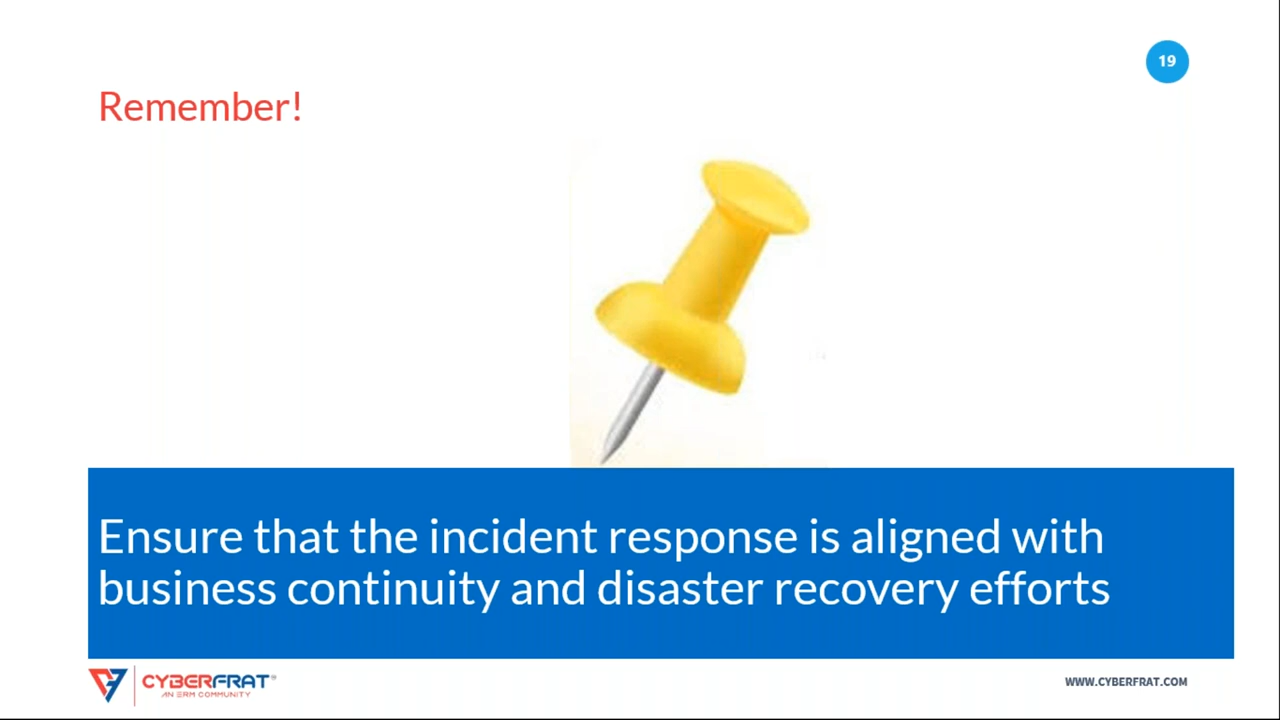 19
Remember!
Ensure that the incident response is aligned with
business continuity and disaster recovery efforts
CYBERFRAT
AN ERM COMMUNITY
WWW.CYBERFRAT.COM